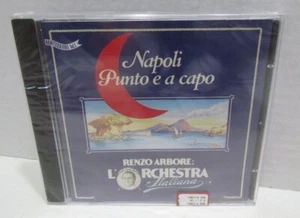 Napoli
Punto e a capo
RENZO ARBORE:
L'ORCHESTRA
Italiana